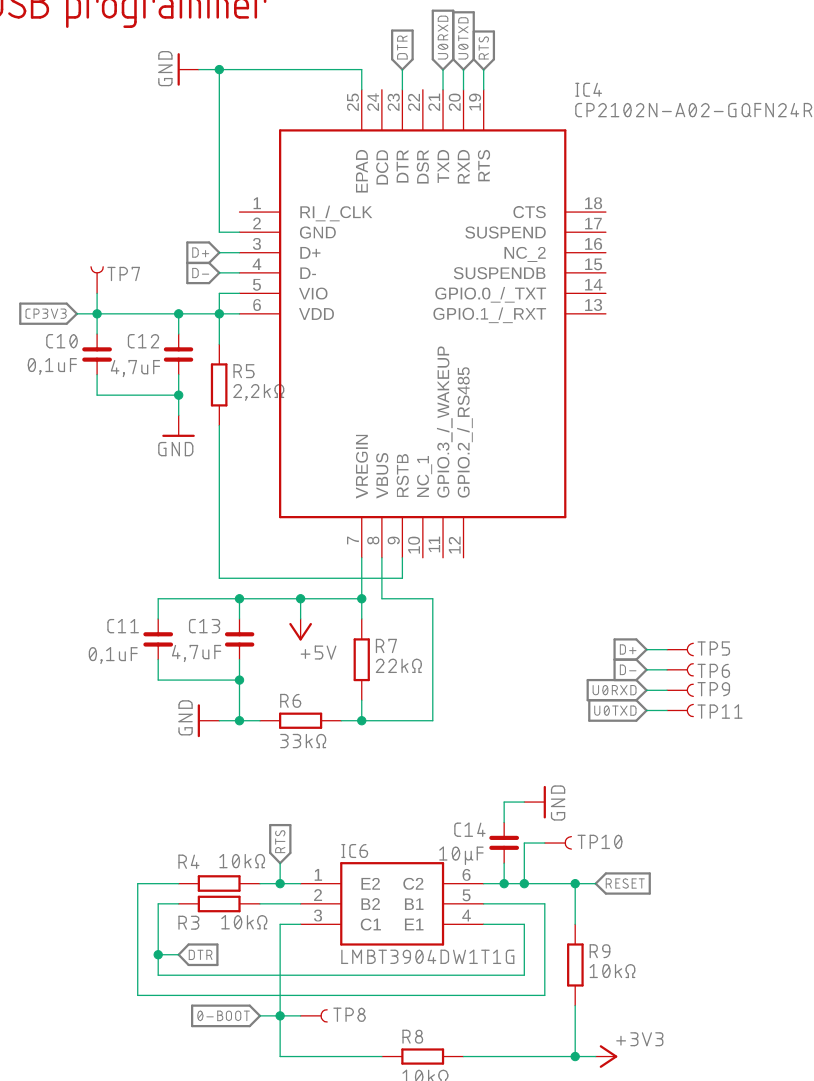 USB programmer
DTR
U0RXD
U0TXD
RTS
GND
25
24
23
22
21
20
19
IC4
CP2102N-A02-GQFN24R
EPAD
DCD
DTR
DSR
TXD
RXD
RTS
1 RI_/_CLK
2 GND
D+ 3 D+
D- 4 D-
5 VIO
6 VDD
CTS 18
SUSPEND 17
NC_2 16
SUSPENDB 15
GPIO.0_/_TXT 14
GPIO.1_/_RXT 13
TP7
CP3V3
C10
0,1uF
C12
4,7uF
R5
2,2kΩ
GND
VREGIN
VBUS
RSTB
NC_1
GPIO.3_/_WAKEUP
GPIO.2_/_RS485
7
8
9
10
11
12
C11
0,1uF
C13
4,7uF
+5V
R7
22kΩ
GND
R6
33kΩ
D+ TP5
D- TP6
U0RXD TP9
U0TXD TP11
GND
C14
10µF
TP10
RTS
IC6
R4 10kΩ
R3 10kΩ
1 E2 C2 6
2 B2 B1 5
3 C1 E1 4
LMBT3904DW1T1G
RESET
DTR
R9
10kΩ
0-BOOT
TP8
R8
10kΩ
+3V3